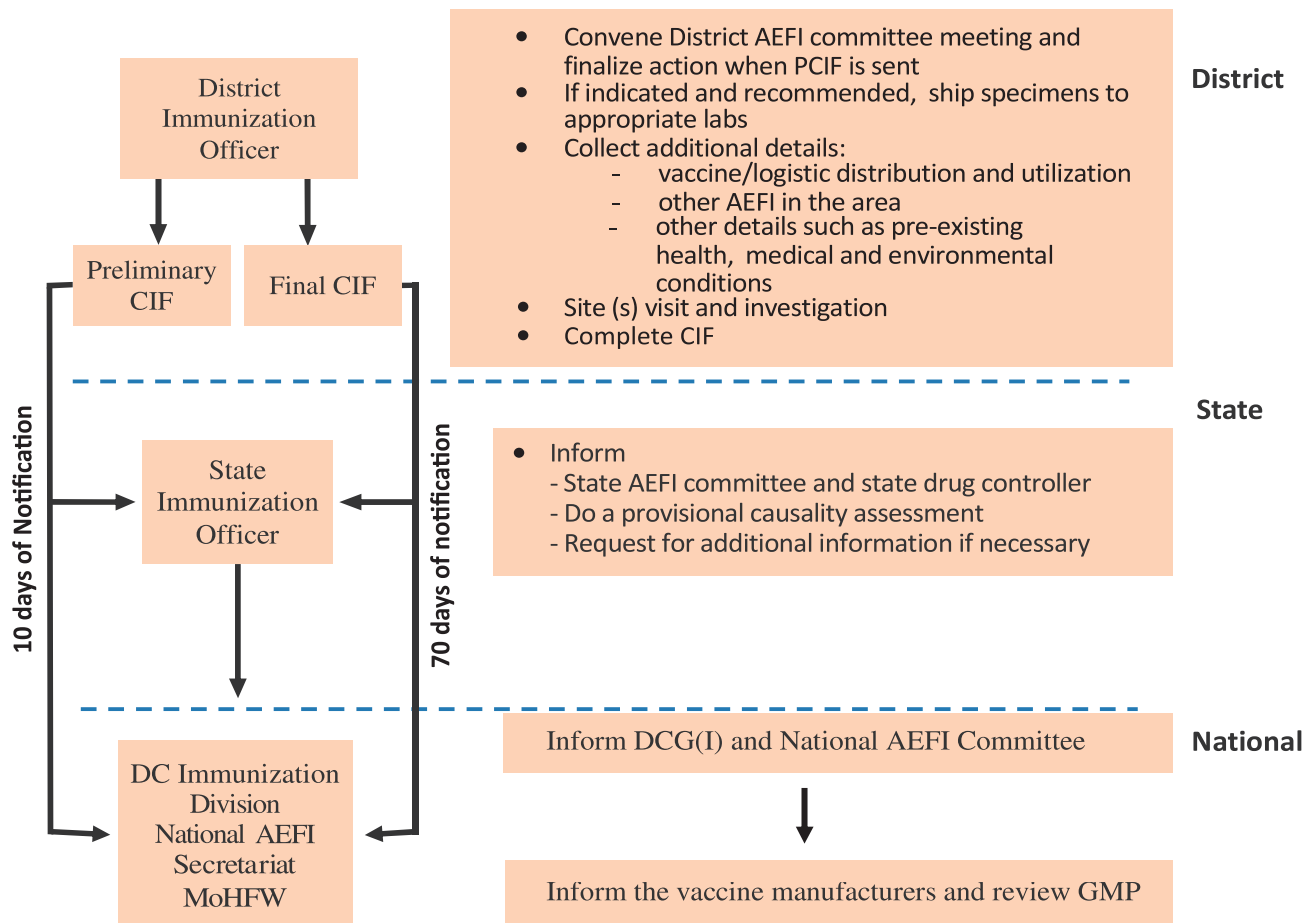 District
Immunization
Officer
Preliminary
CIF
Final CIF
• Convene District AEFI committee meeting and
finalize action when PCIF is sent
• If indicated and recommended, ship specimens to
appropriate labs
• Collect additional details:
- vaccine/logistic distribution and utilization
- other AEFI in the area
- other details such as pre-existing
health, medical and environmental
conditions
• Site (s) visit and investigation
• Complete CIF
District
10 days of Notification
70 days of notification
State
Immunization
Officer
• Inform
- State AEFI committee and state drug controller
- Do a provisional causality assessment
- Request for additional information if necessary
State
DC Immunization
Division
National AEFI
Secretariat
MoHFW
Inform DCG(I) and National AEFI Committee
Inform the vaccine manufacturers and review GMP
National